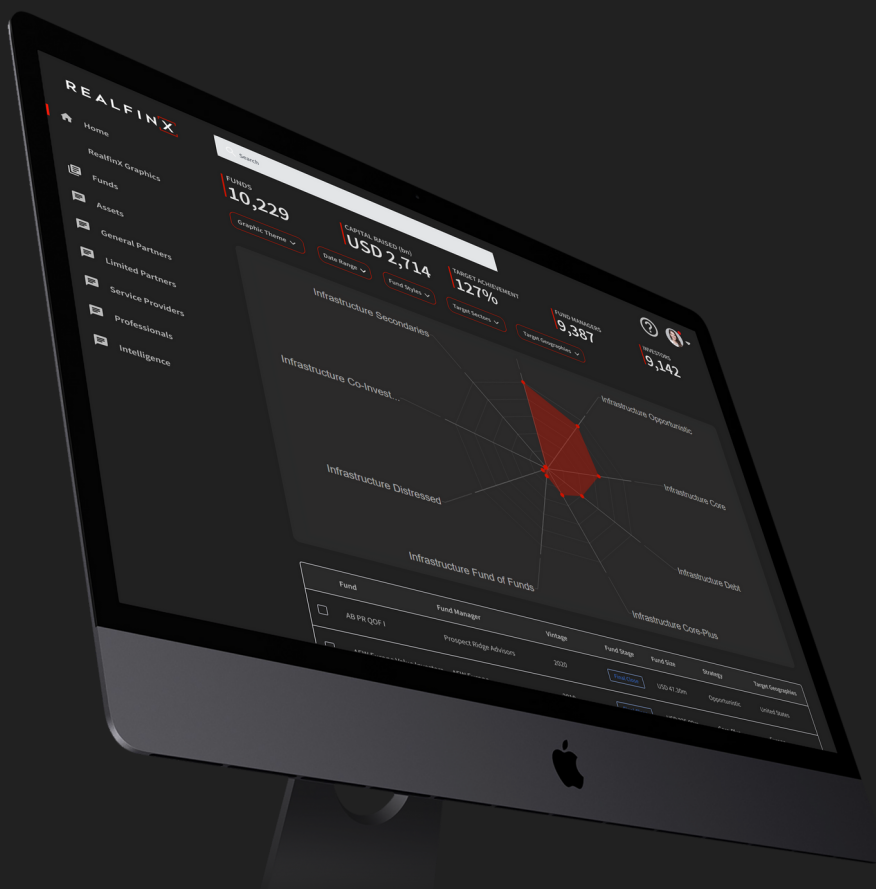 REALFINX
Home
RealfinX Graphics
Funds
Assets
General Partners
Limited Partners
Service Providers
Professionals
Intelligence
Search
FUNDS
10,229
CAPITAL RAISED (bn)
USD 2,714
TARGET ACHIEVEMENT
127%
FUND MANAGERS
9,387
INVESTORS
9,142
?
Graphic Theme
Data Range
Fund Styles
Target Sectors
Target Geographies
Infrastructure Secondaries
Infrastructure Co-Invest...
Infrastructure Distressed
Infrastructure Fund of Funds
Infrastructure Opportunistic
Infrastructure Core
Infrastructure Debt
Infrastructure Core-Plus
Fund Fund Manager Vintage Fund Stage Fund Size Strategy Target Geographies
AB PR QOF I Prospect Ridge Advisors 2020 Final Close USD 47.30m Opportunistic United States